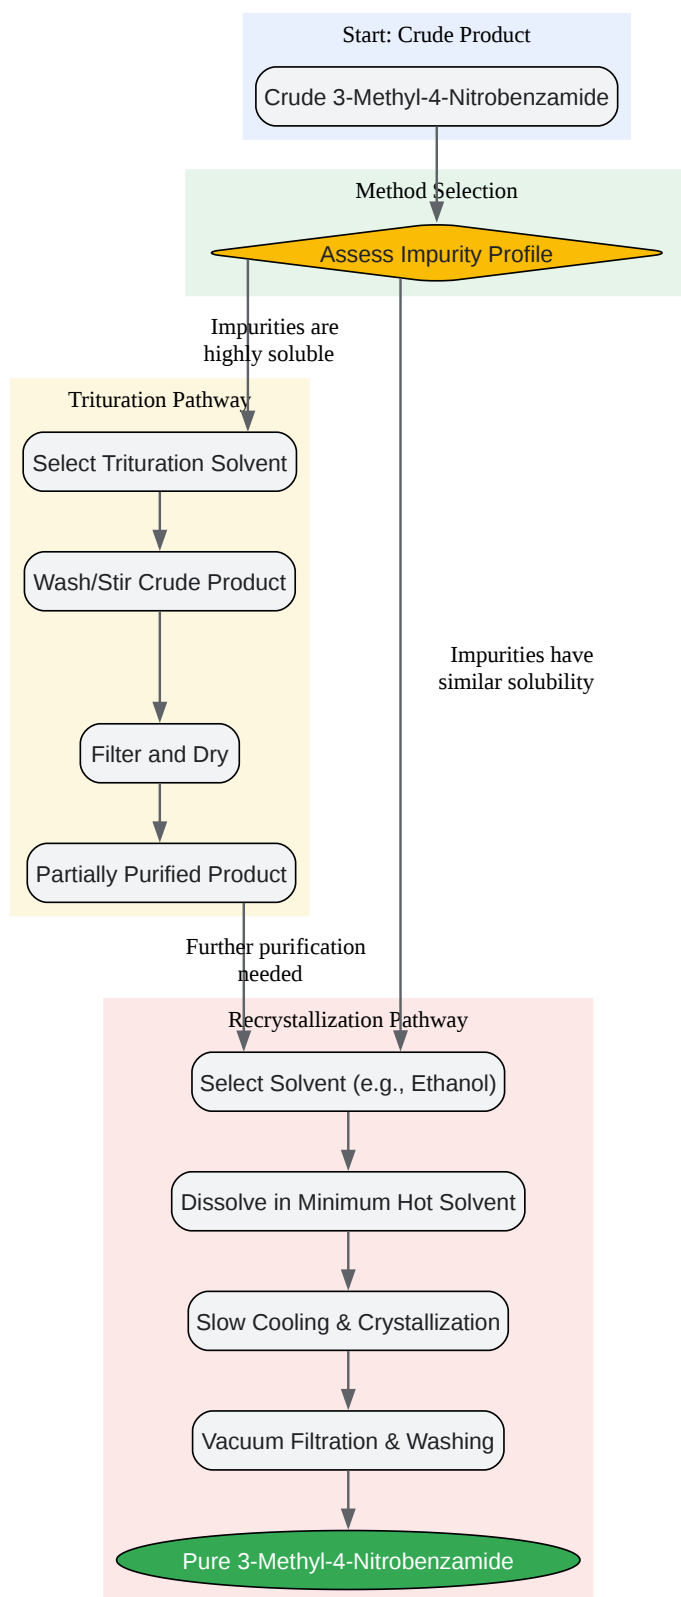 Start: Crude Product
Crude 3-Methyl-4-Nitrobenzamide
Method Selection
Assess Impurity Profile
Impurities are
highly soluble
Trituration Pathway
Select Trituration Solvent
Wash/Stir Crude Product
Impurities have
similar solubility
Filter and Dry
Partially Purified Product
Further purification
needed
Recrystallization Pathway
Select Solvent (e.g., Ethanol)
Dissolve in Minimum Hot Solvent
Slow Cooling & Crystallization
Vacuum Filtration & Washing
Pure 3-Methyl-4-Nitrobenzamide